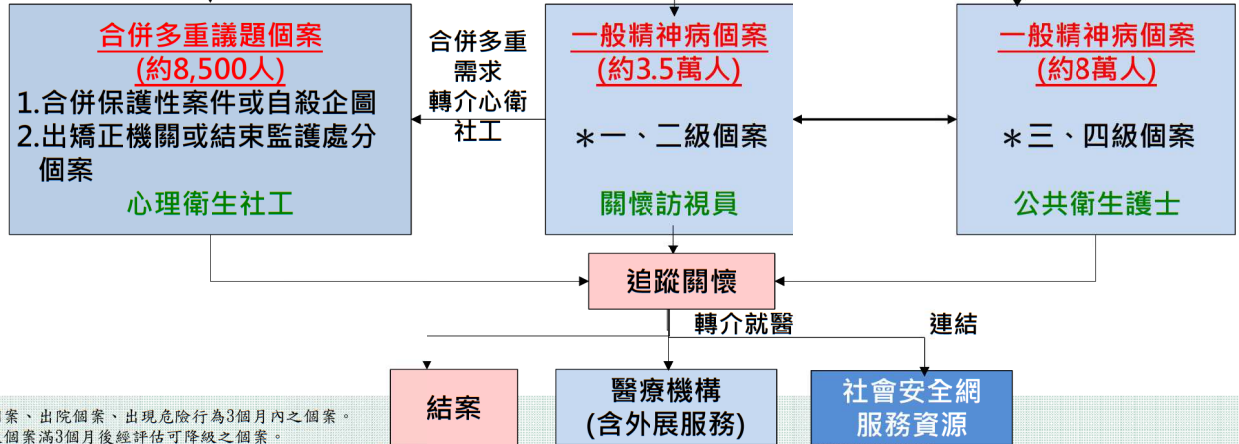 合併多重議題個案
(約8,500人)
1.合併保護性案件或自殺企圖
2.出矯正機關或結束監護處分
個案
心理衛生社工
合併多重
需求
轉介心衛
社工
一般精神病個案
(約3.5萬人)
＊一、二級個案
關懷訪視員
一般精神病個案
(約8萬人)
＊三、四級個案
公共衛生護士
追蹤關懷
轉介就醫
連結
結案
醫療機構
(含外展服務)
社會安全網
服務資源
案、出院個案、出現危險行為3個月內之個案。
個案滿3個月後經評估可降級之個案。